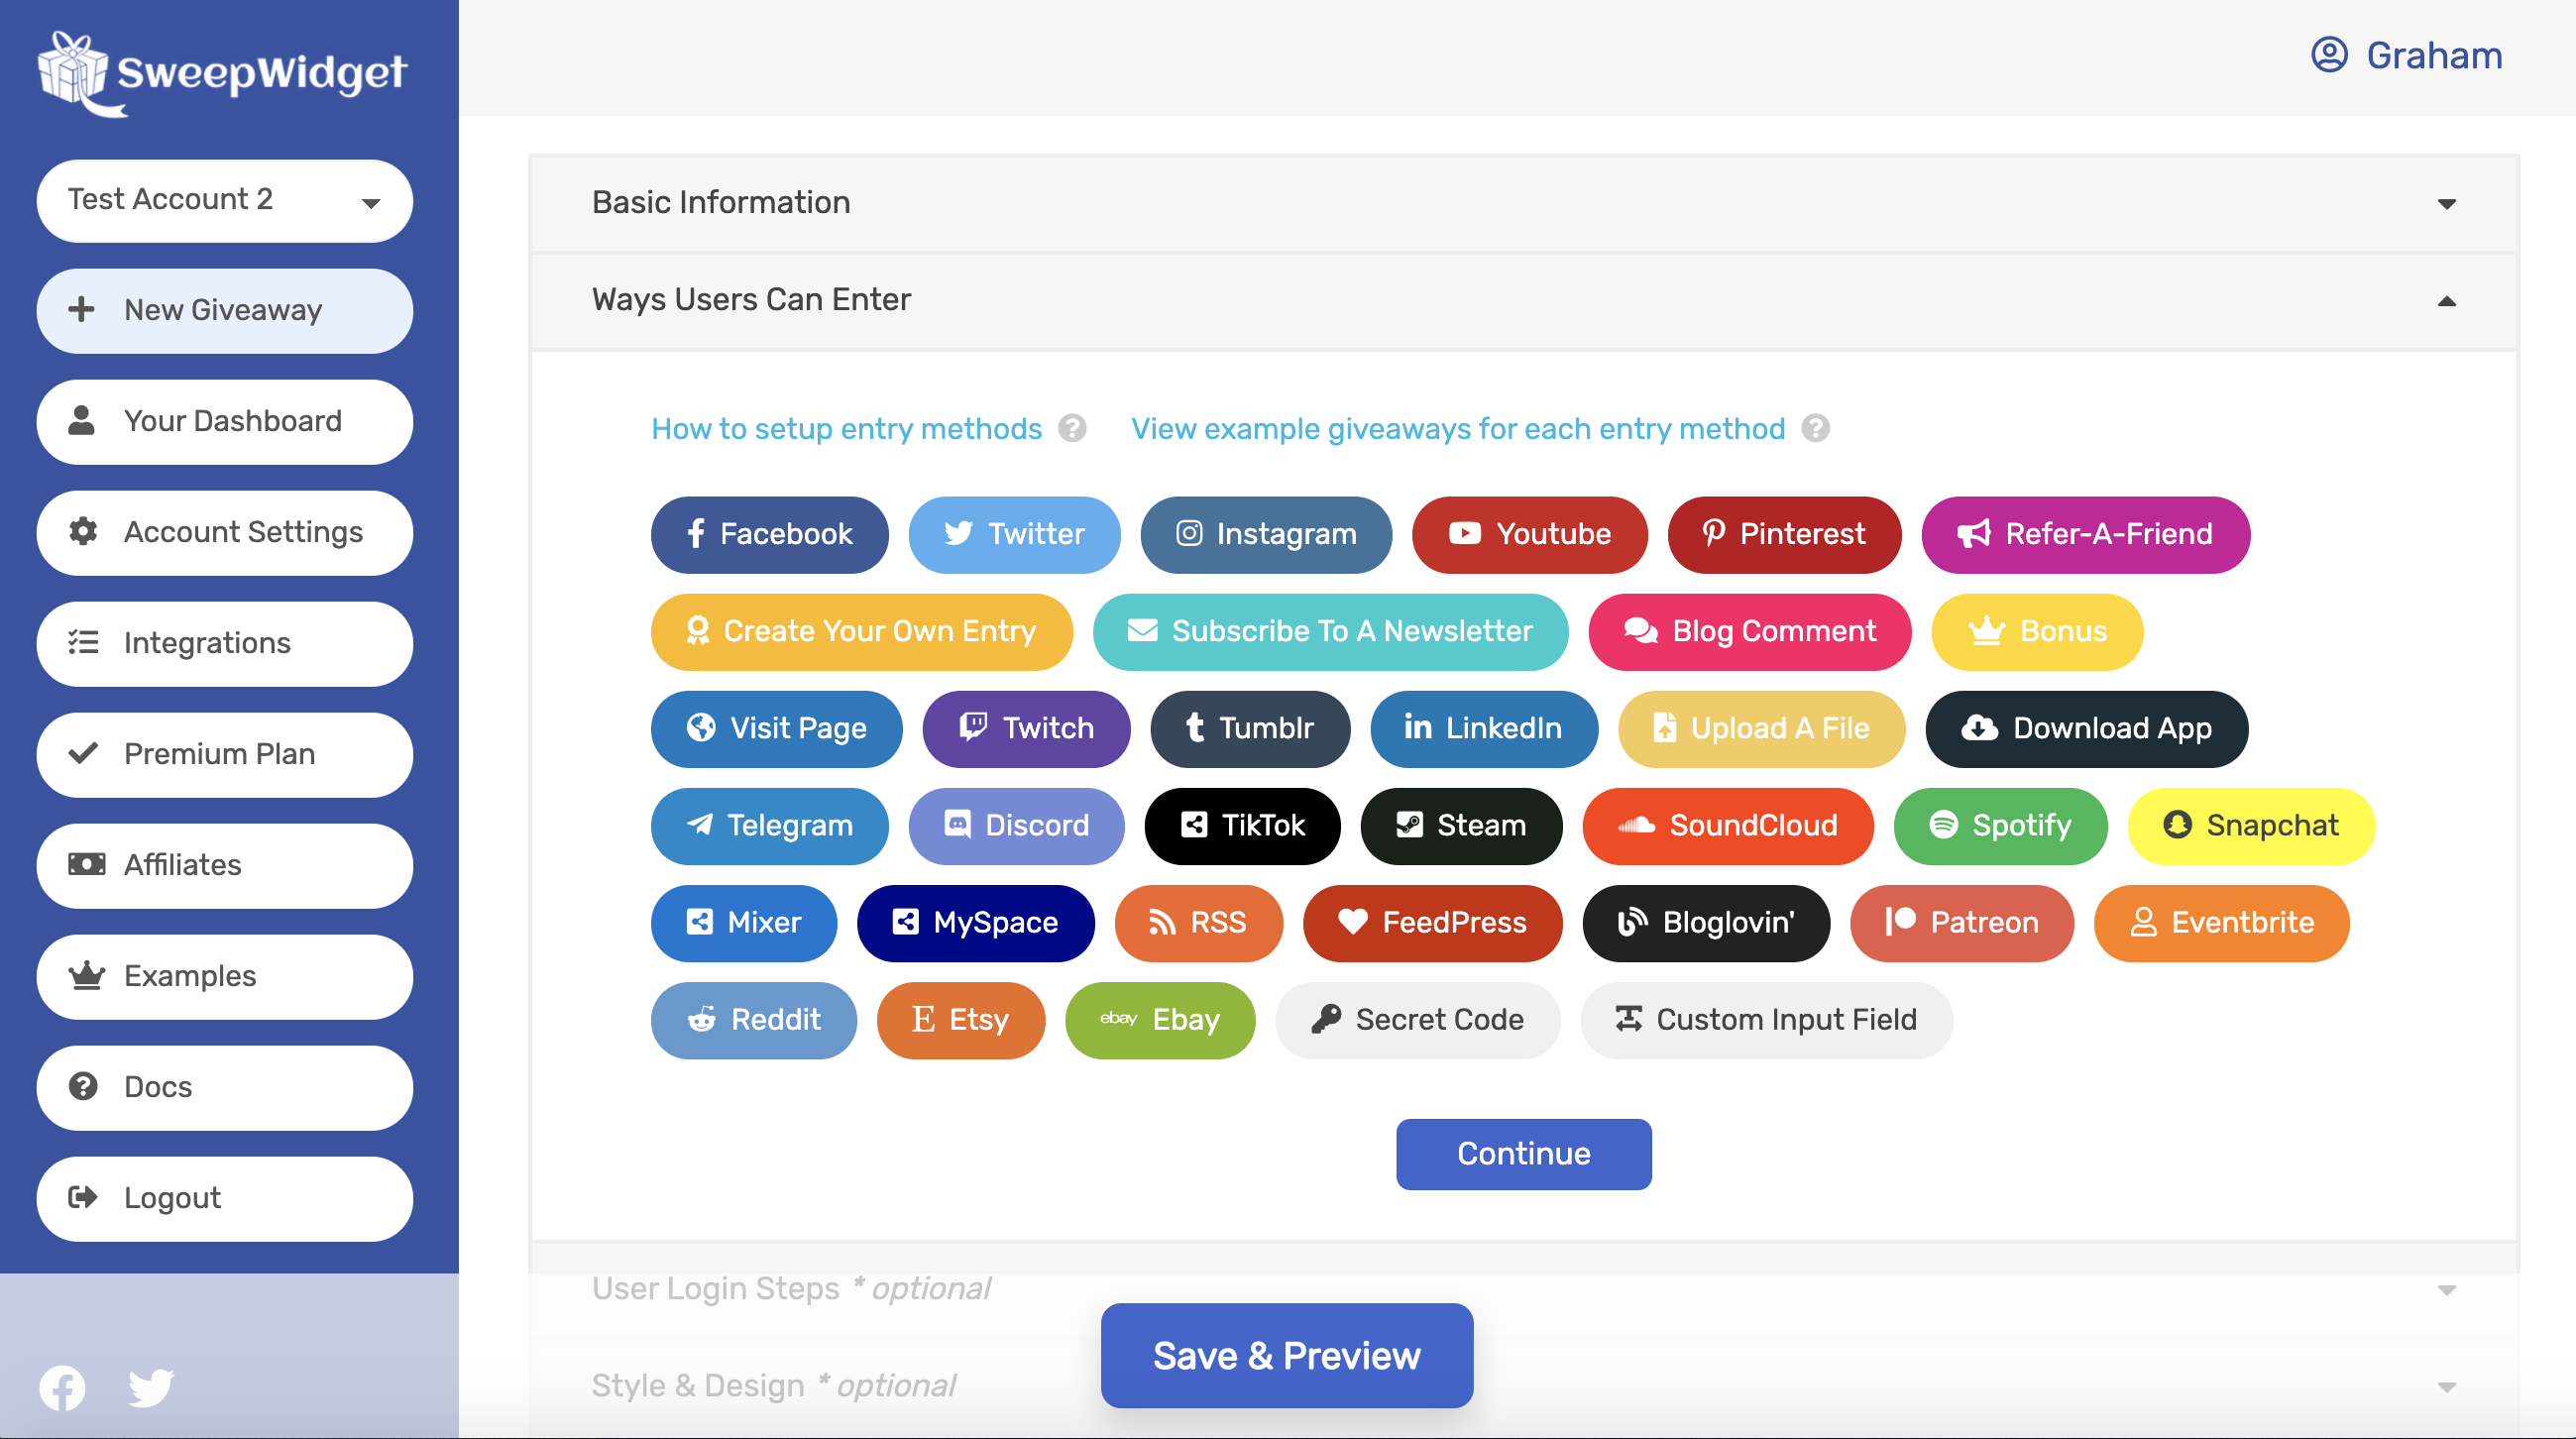 SweepWidget
Graham
Test Account 2
New Giveaway
Your Dashboard
Account Settings
Integrations
Premium Plan
Affiliates
Examples
Docs
Logout
Basic Information
Ways Users Can Enter
How to setup entry methods ? View example giveaways for each entry method ?
Facebook Twitter Instagram Youtube Pinterest Refer-A-Friend
Create Your Own Entry Subscribe To A Newsletter Blog Comment Bonus
Visit Page Twitch Tumblr LinkedIn Upload A File Download App
Telegram Discord TikTok Steam SoundCloud Spotify Snapchat
Mixer MySpace RSS FeedPress Bloglovin' Patreon Eventbrite
Reddit Etsy ebay Ebay Secret Code Custom Input Field
Continue
User Login Steps * optional
Save & Preview
Style & Design * optional